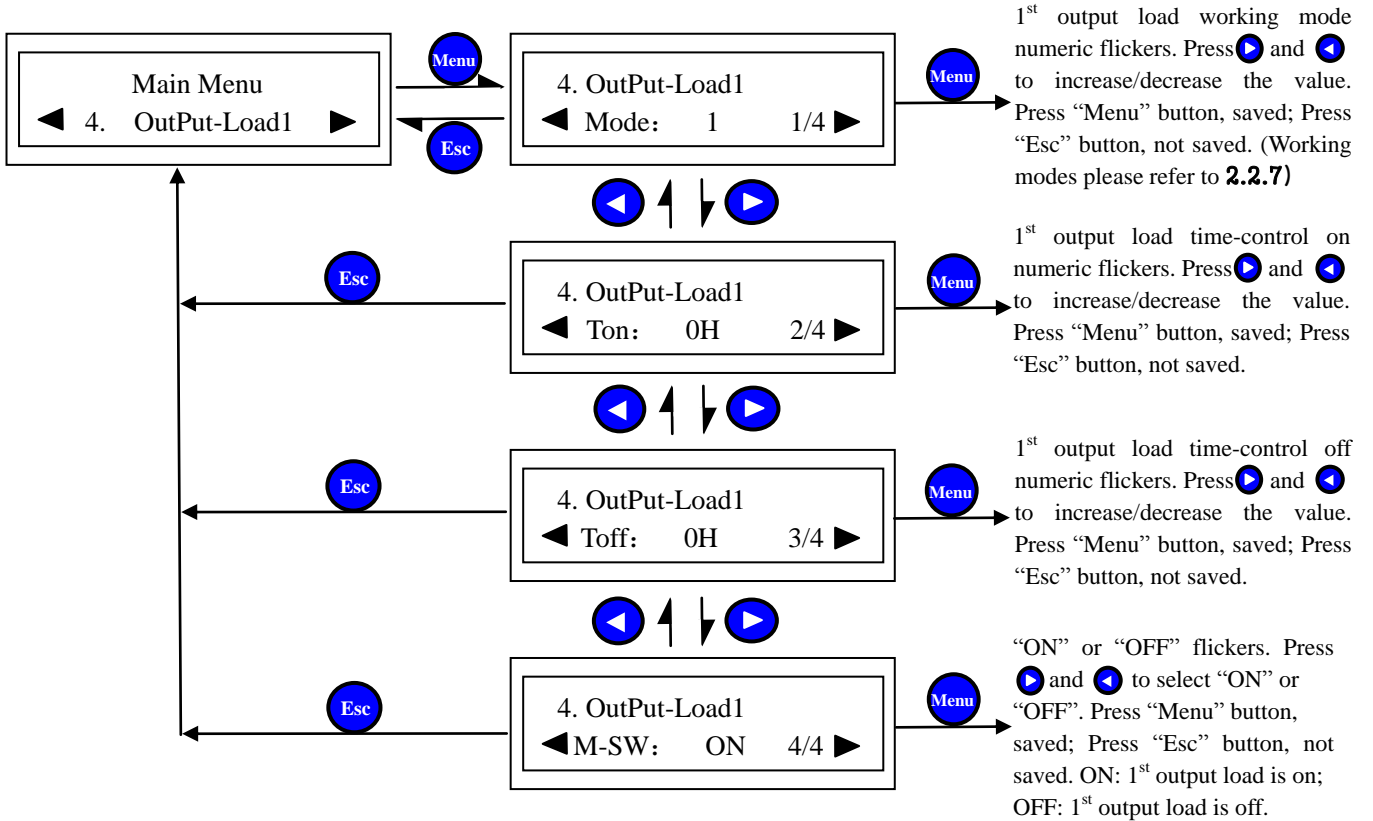 Main Menu
◀ 4. OutPut-Load1 ▶
Menu
Esc
4. OutPut-Load1
◀ Mode： 1 1/4 ▶
Menu
1st output load working mode
numeric flickers. Press ▶ and ◀
to increase/decrease the value.
Press “Menu” button, saved; Press
“Esc” button, not saved. (Working
modes please refer to 2.2.7)
Esc
4. OutPut-Load1
◀ Ton： 0H 2/4 ▶
Menu
1st output load time-control on
numeric flickers. Press ▶ and ◀
to increase/decrease the value.
Press “Menu” button, saved; Press
“Esc” button, not saved.
Esc
4. OutPut-Load1
◀ Toff： 0H 3/4 ▶
Menu
1st output load time-control off
numeric flickers. Press ▶ and ◀
to increase/decrease the value.
Press “Menu” button, saved; Press
“Esc” button, not saved.
Esc
4. OutPut-Load1
◀ M-SW： ON 4/4 ▶
Menu
“ON” or “OFF” flickers. Press
▶ and ◀ to select “ON” or
“OFF”. Press “Menu” button,
saved; Press “Esc” button, not
saved. ON: 1st output load is on;
OFF: 1st output load is off.